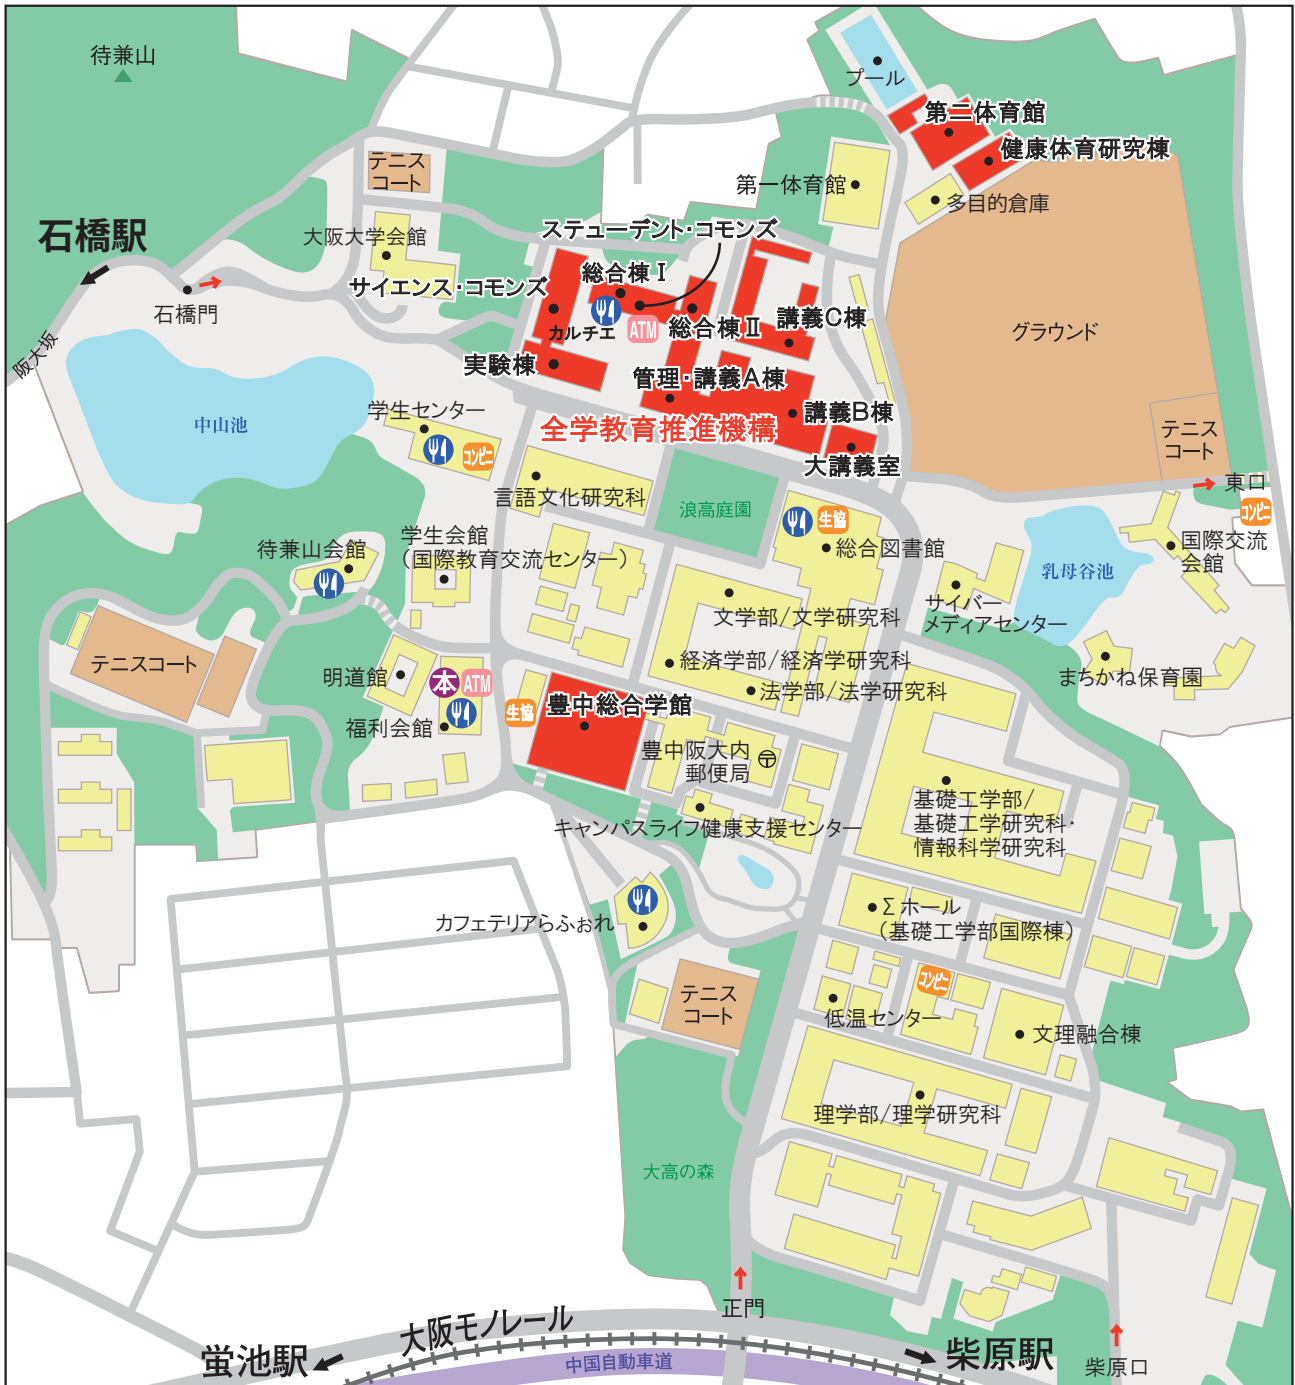 待兼山
プール
第二体育館
健康体育研究棟
テニス
コート
第一体育館
多目的倉庫
石橋駅
大阪大学会館
ステューデント・コモンズ
サイエンス・コモンズ
総合棟Ⅰ
石橋門
カルチエ
ATM
総合棟Ⅱ
講義C棟
グラウンド
阪大坂
実験棟
管理・講義A棟
中山池
学生センター
コンビニ
全学教育推進機構
講義B棟
大講義室
テニス
コート
東口
コンビニ
言語文化研究科
浪高庭園
生協
総合図書館
国際交流
会館
待兼山会館
学生会館
（国際教育交流センター）
乳母谷池
サイバー
メディアセンター
文学部/文学研究科
テニスコート
明道館
本
ATM
経済学部/経済学研究科
法学部/法学研究科
まちかね保育園
福利会館
生協
豊中総合学館
豊中阪大内
郵便局
基礎工学部/
基礎工学研究科・
情報科学研究科
キャンパスライフ健康支援センター
カフェテリアらふぉれ
Σホール
（基礎工学部国際棟）
テニス
コート
コンビニ
低温センター
文理融合棟
理学部/理学研究科
大高の森
正門
大阪モノレール
蛍池駅
中国自動車道
柴原駅
柴原口